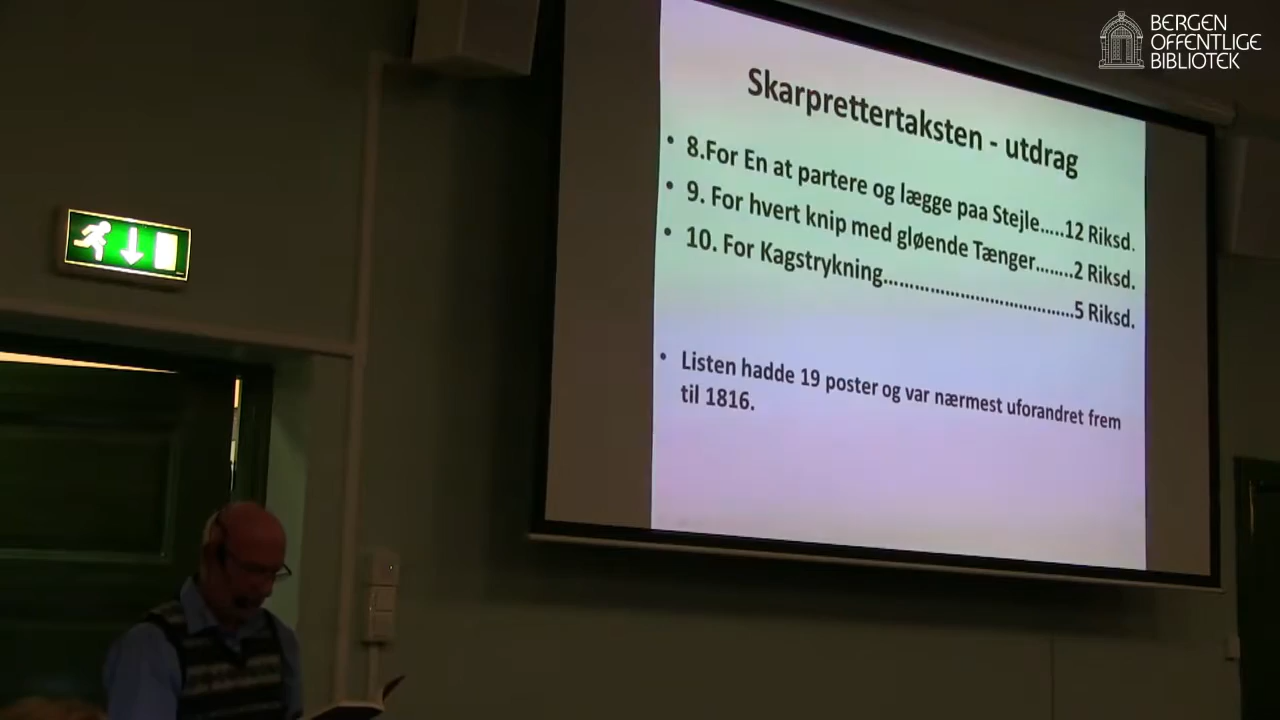 BERGEN
OFFENTLIGE
BIBLIOTEK
Skarprettertaksten - utdrag
• 8.For En at partere og lægge paa Stejle.....12 Riksd.
• 9. For hvert knip med gløende Tænger........2 Riksd.
• 10. For Kagstrykning......................................5 Riksd.
• Listen hadde 19 poster og var nærmest uforandret frem
til 1816.